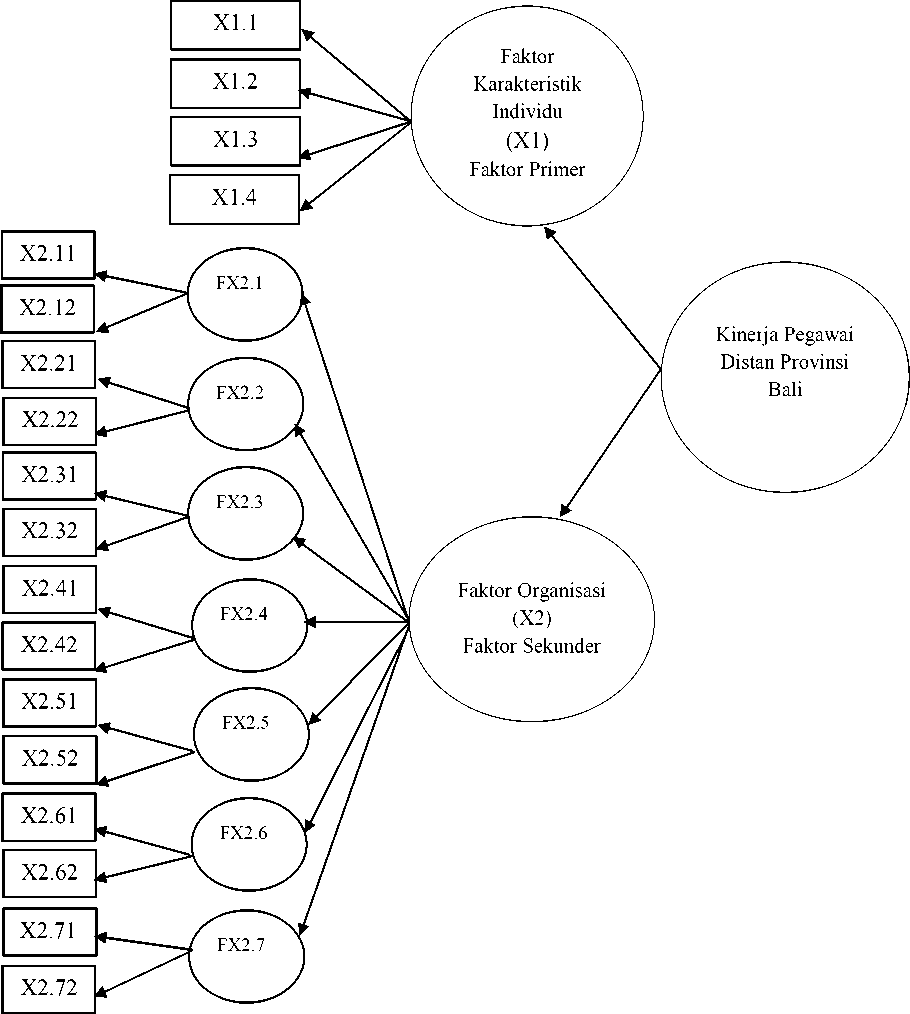 X1.1
X1.2
X1.3
X1.4
Faktor
Karakteristik
Individu
(X1)
Faktor Primer
X2.11
X2.12
X2.21
X2.22
X2.31
X2.32
X2.41
X2.42
X2.51
X2.52
X2.61
X2.62
X2.71
X2.72
FX2.1
FX2.2
FX2.3
FX2.4
FX2.5
FX2.6
FX2.7
Kinerja Pegawai
Distan Provinsi
Bali
Faktor Organisasi
(X2)
Faktor Sekunder